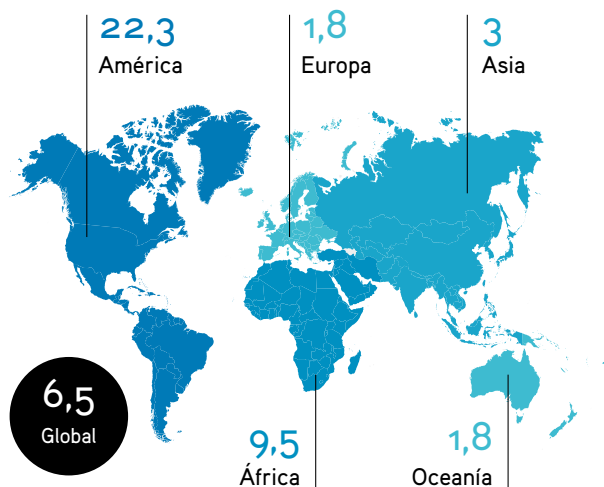 22,3
América
1,8
Europa
3
Asia
6,5
Global
9,5
África
1,8
Oceanía